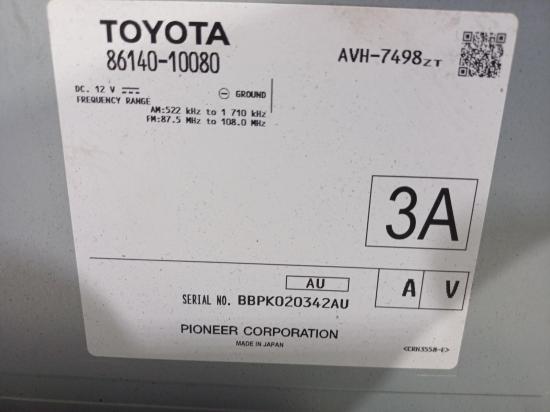 TOYOTA
86140-10080
AVH-7498ZT
DC. 12 V
GROUND
FREQUENCY RANGE
AM:522 kHz to 1 710 kHz
FM:87.5 MHz to 108.0 MHz
3A
AU
A V
SERIAL NO. BBPK020342AU
PIONEER CORPORATION
MADE IN JAPAN
<CRN3558-E>